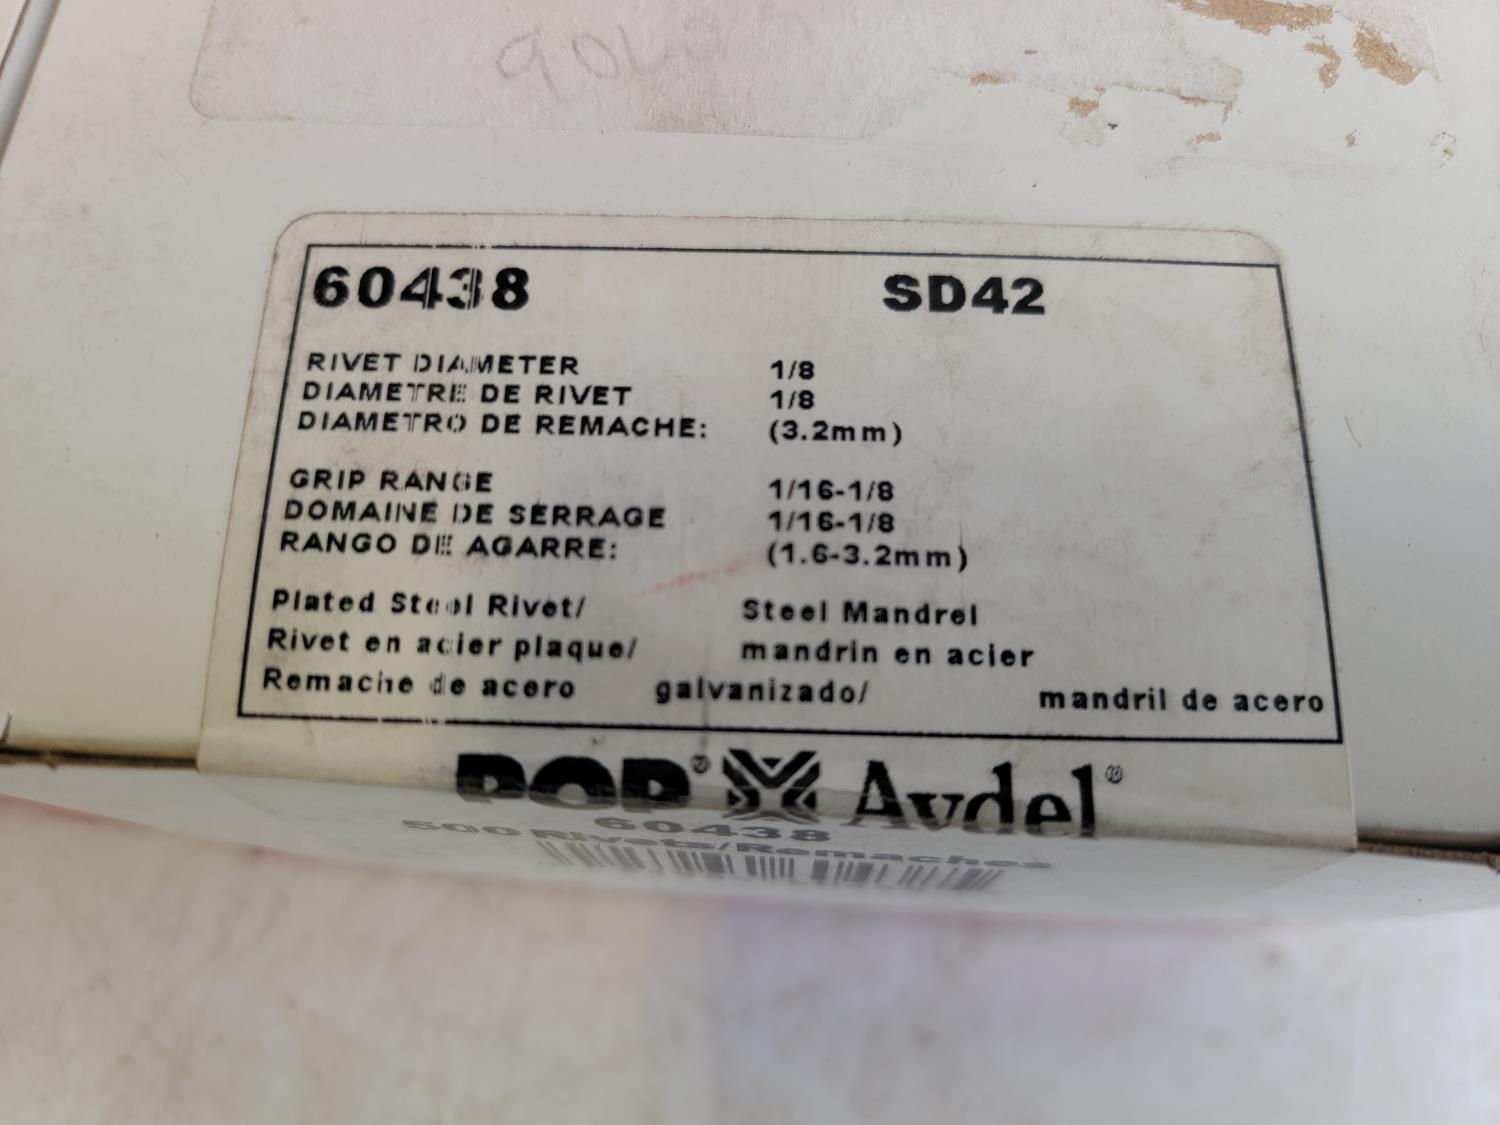 60438 SD42
RIVET DIAMETER 1/8
DIAMETRE DE RIVET 1/8
DIAMETRO DE REMACHE: (3.2mm)
GRIP RANGE 1/16-1/8
DOMAINE DE SERRAGE 1/16-1/8
RANGO DE AGARRE: (1.6-3.2mm)
Plated Steel Rivet/ Steel Mandrel
Rivet en acier plaque/ mandrin en acier
Remache de acero galvanizado/ mandril de acero
POP® Avdel®
60438
500 Rivets/Remaches